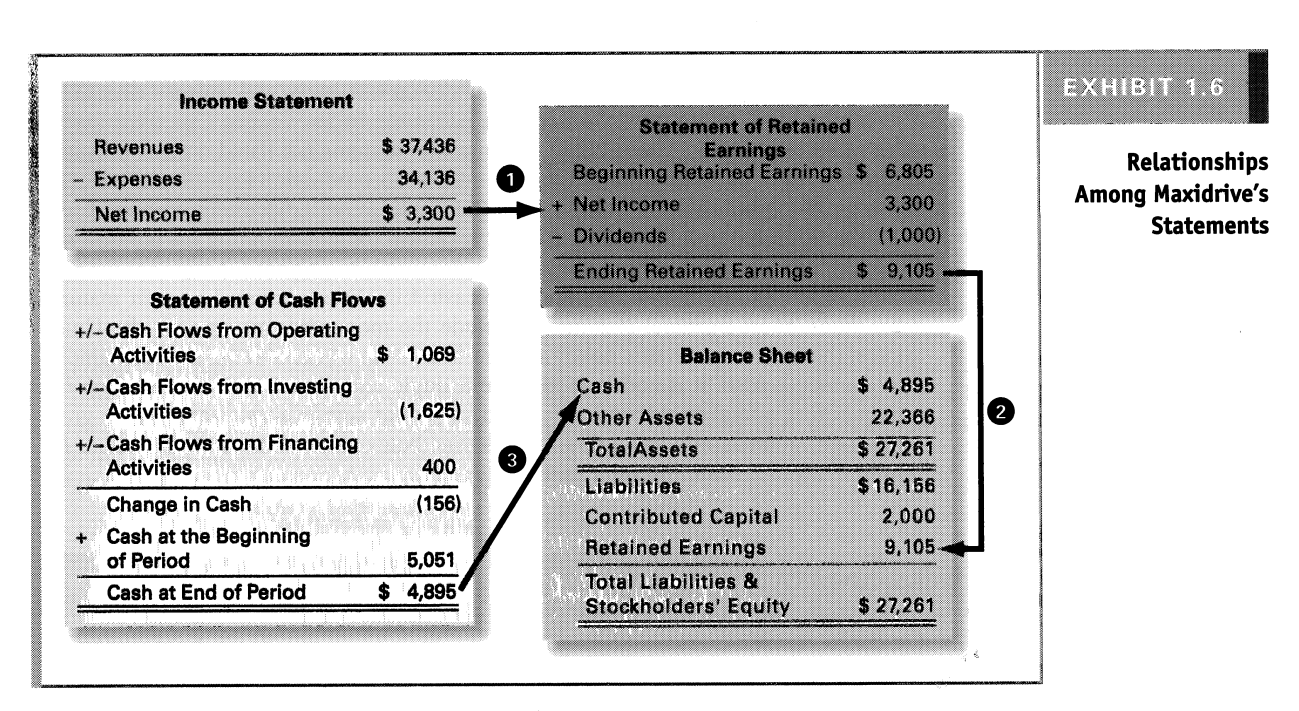 EXHIBIT 1.6
Relationships
Among Maxidrive's
Statements
Income Statement
Revenues $ 37,436
– Expenses 34,136
Net Income $ 3,300
1
Statement of Retained
Earnings
Beginning Retained Earnings $ 6,805
+ Net Income 3,300
– Dividends (1,000)
Ending Retained Earnings $ 9,105
Statement of Cash Flows
+/– Cash Flows from Operating
Activities $ 1,069
+/– Cash Flows from Investing
Activities (1,625)
+/– Cash Flows from Financing
Activities 400
Change in Cash (156)
+ Cash at the Beginning
of Period 5,051
Cash at End of Period $ 4,895
3
Balance Sheet
Cash $ 4,895
Other Assets 22,366
TotalAssets $ 27,261
Liabilities $16,156
Contributed Capital 2,000
Retained Earnings 9,105
Total Liabilities &
Stockholders' Equity $ 27,261
2